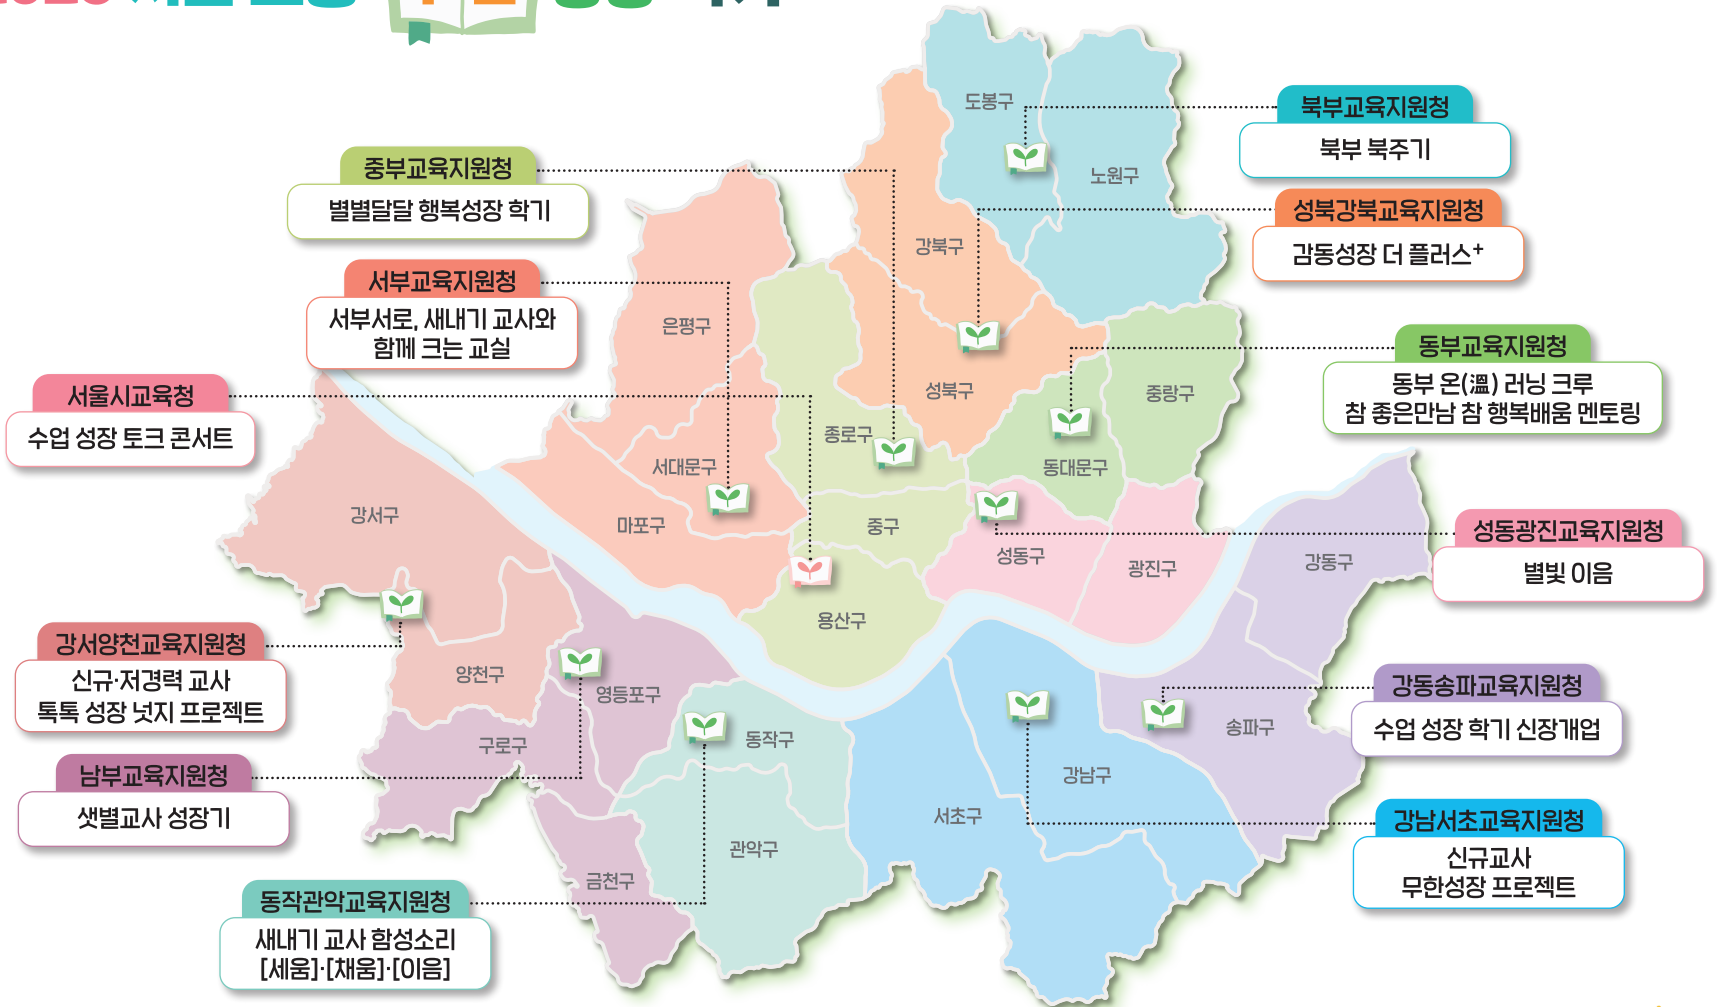 북부교육지원청
북부 북주기
중부교육지원청
별별달달 행복성장 학기
성북강북교육지원청
감동성장 더 플러스+
서부교육지원청
서부서로, 새내기 교사와
함께 크는 교실
동부교육지원청
동부 온(溫) 러닝 크루
참 좋은만남 참 행복배움 멘토링
서울시교육청
수업 성장 토크 콘서트
성동광진교육지원청
별빛 이음
강서양천교육지원청
신규·저경력 교사
톡톡 성장 넛지 프로젝트
강동송파교육지원청
수업 성장 학기 신장개업
남부교육지원청
샛별교사 성장기
강남서초교육지원청
신규교사
무한성장 프로젝트
동작관악교육지원청
새내기 교사 함성소리
[세움]·[채움]·[이음]
도봉구
노원구
강북구
은평구
성북구
중랑구
종로구
서대문구
동대문구
강서구
마포구
중구
성동구
광진구
강동구
용산구
양천구
영등포구
구로구
동작구
송파구
강남구
서초구
관악구
금천구